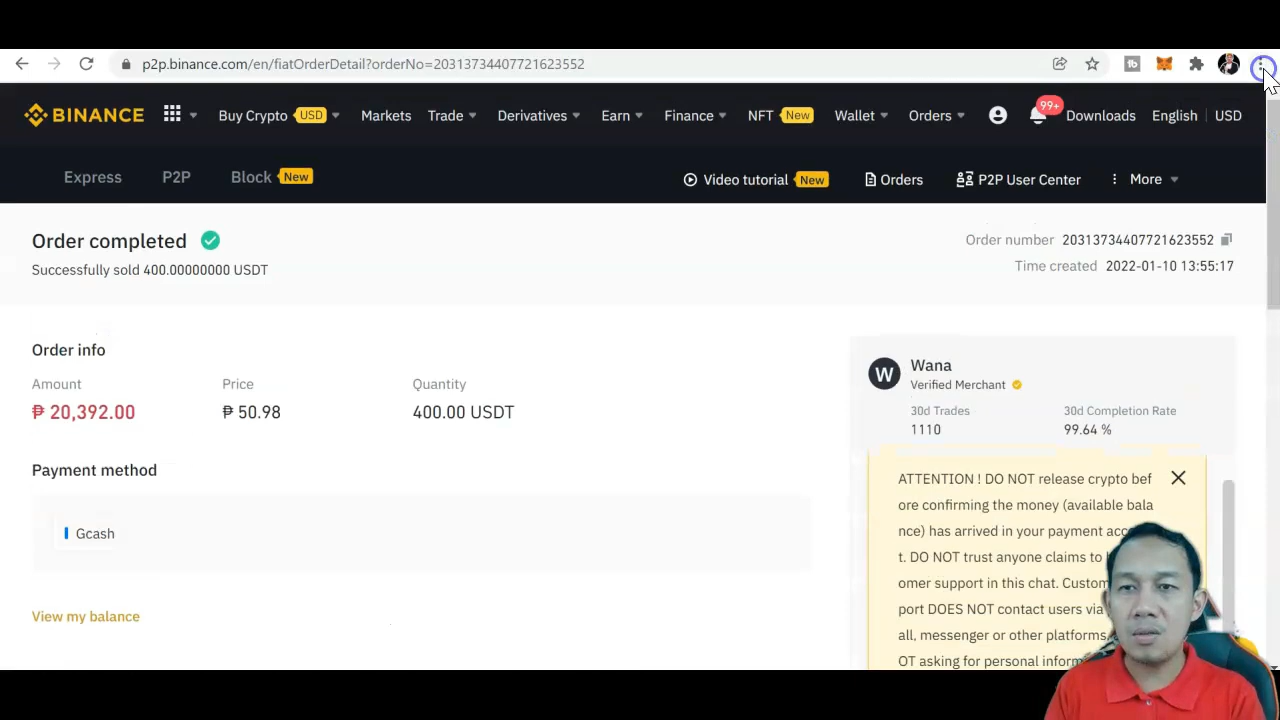 p2p.binance.com/en/fiatOrderDetail?orderNo=20313734407721623552
BINANCE Buy Crypto USD Markets Trade Derivatives Earn Finance NFT New Wallet Orders 99+ Downloads English USD
Express P2P Block New Video tutorial New Orders P2P User Center More
Order completed
Successfully sold 400.00000000 USDT
Order number 20313734407721623552
Time created 2022-01-10 13:55:17
Order info
Amount Price Quantity
₱ 20,392.00 ₱ 50.98 400.00 USDT
Payment method
Gcash
View my balance
W
Wana
Verified Merchant
30d Trades 30d Completion Rate
1110 99.64 %
ATTENTION ! DO NOT release crypto bef
ore confirming the money (available bala
nce) has arrived in your payment acc
t. DO NOT trust anyone claims to
omer support in this chat. Custom
port DOES NOT contact users via
all, messenger or other platforms,
OT asking for personal inform